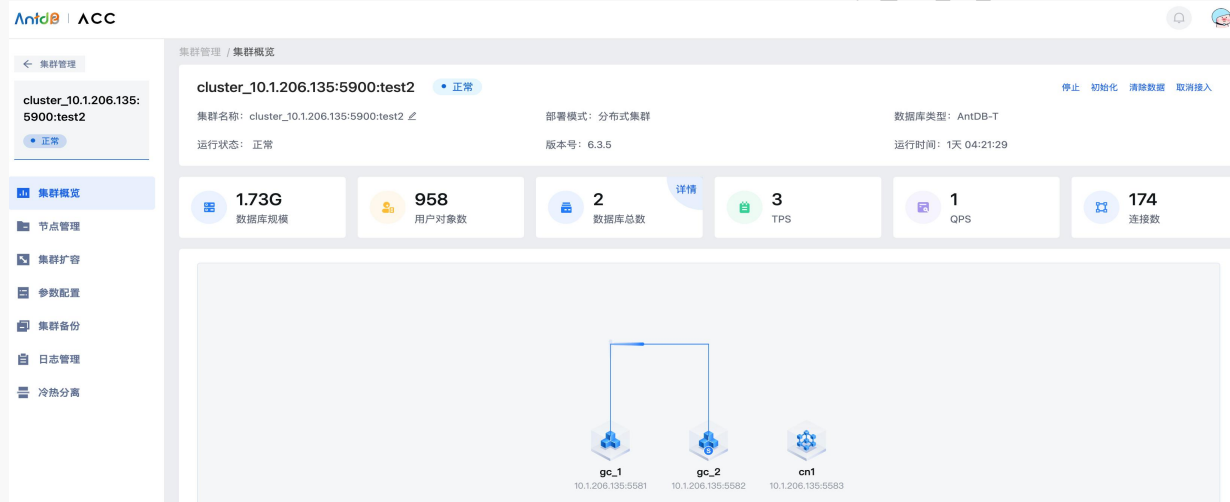 AntdB | ACC
← 集群管理
集群管理 / 集群概览
cluster_10.1.206.135:
5900:test2
正常
集群概览
节点管理
集群扩容
参数配置
集群备份
日志管理
冷热分离
cluster_10.1.206.135:5900:test2 正常
停止 初始化 清除数据 取消接入
集群名称: cluster_10.1.206.135:5900:test2 部署模式: 分布式集群 数据库类型: AntDB-T
运行状态: 正常 版本号: 6.3.5 运行时间: 1天 04:21:29
1.73G
数据库规模
958
用户对象数
2
数据库总数
详情
3
TPS
1
QPS
174
连接数
S
gc_1
10.1.206.135:5581
gc_2
10.1.206.135:5582
cn1
10.1.206.135:5583